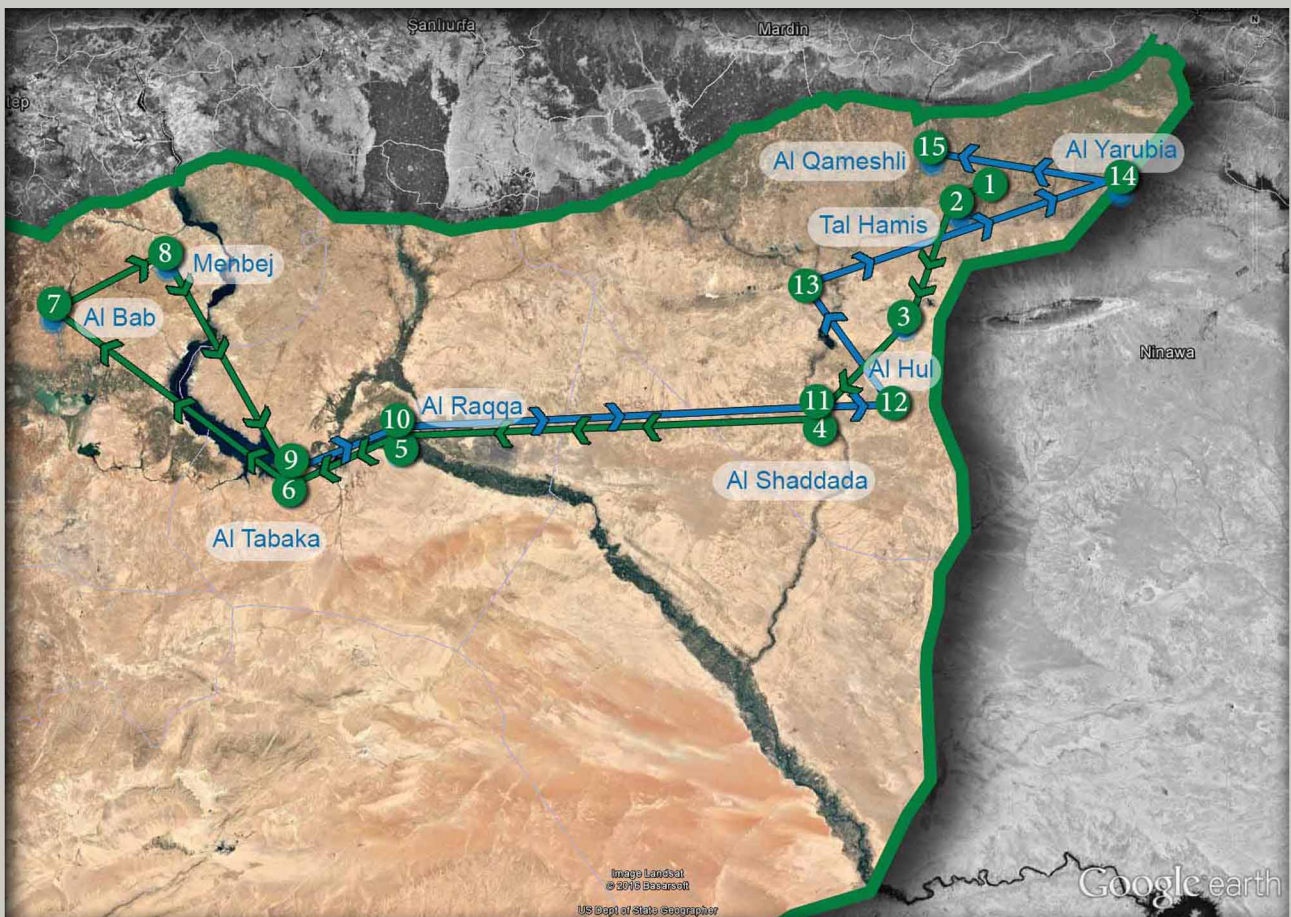 Şanlıurfa
Mardin
N
tep
15
Al Qameshli
Al Yarubia
14
1
2
Tal Hamis
8
Menbej
13
7
Al Bab
3
Ninawa
Al Hul
11
12
10
Al Raqqa
4
5
9
6
Al Shaddada
Al Tabaka
Image Landsat
© 2016 Basarsoft
US Dept of State Geographer
Google earth